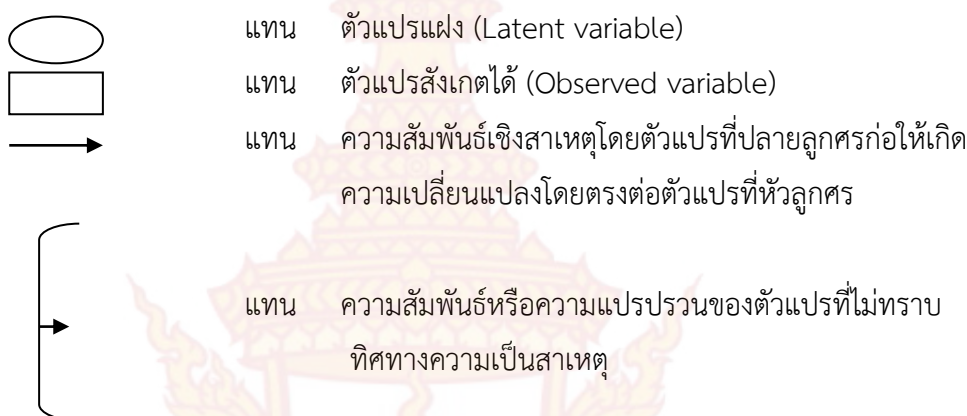 แทน ตัวแปรแฝง (Latent variable)
แทน ตัวแปรสังเกตได้ (Observed variable)
แทน ความสัมพันธ์เชิงสาเหตุโดยตัวแปรที่ปลายลูกศรก่อให้เกิด
ความเปลี่ยนแปลงโดยตรงต่อตัวแปรที่หัวลูกศร
แทน ความสัมพันธ์หรือความแปรปรวนของตัวแปรที่ไม่ทราบ
ทิศทางความเป็นสาเหตุ